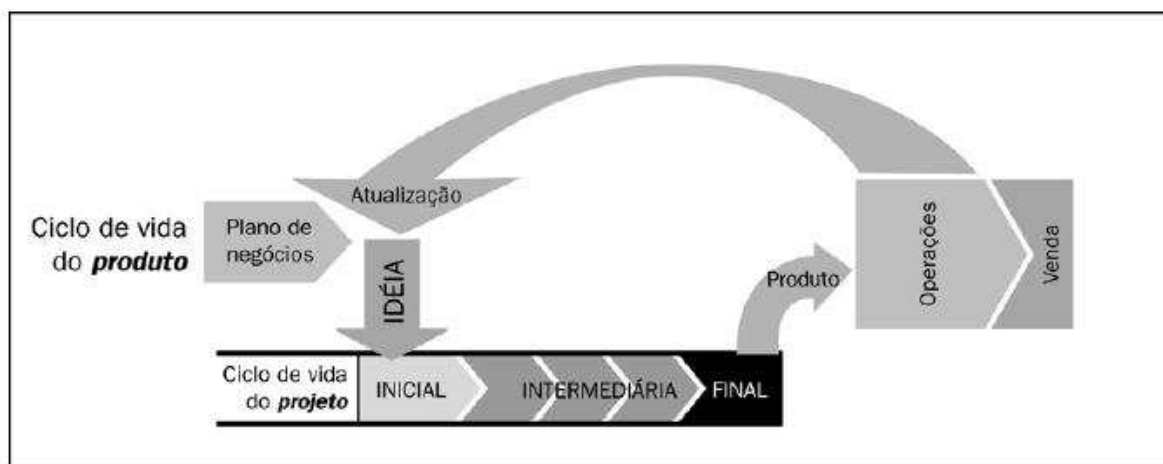 Atualização
Ciclo de vida
do produto
Plano de
negócios
IDÉIA
Produto
Operações
Venda
Ciclo de vida
do projeto
INICIAL
INTERMEDIÁRIA
FINAL